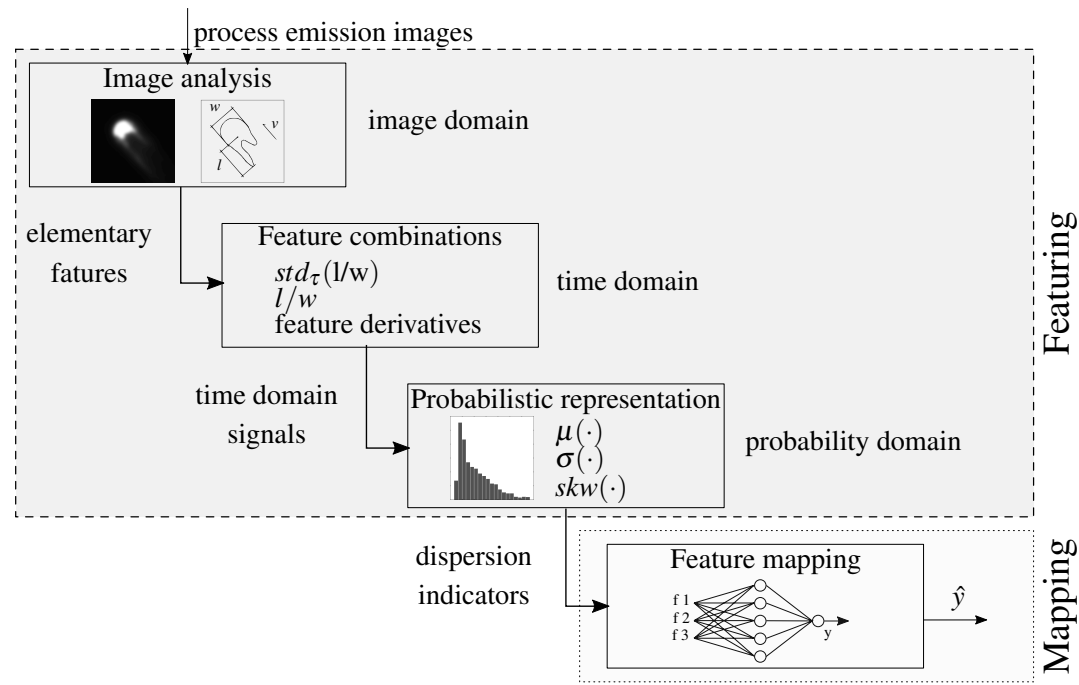 process emission images
Image analysis
w
v
l
image domain
elementary
fatures
Feature combinations
std_τ(l/w)
l/w
feature derivatives
time domain
time domain
signals
Probabilistic representation
μ(·)
σ(·)
skw(·)
probability domain
Featuring
dispersion
indicators
Feature mapping
f 1
f 2
f 3
y
ŷ
Mapping